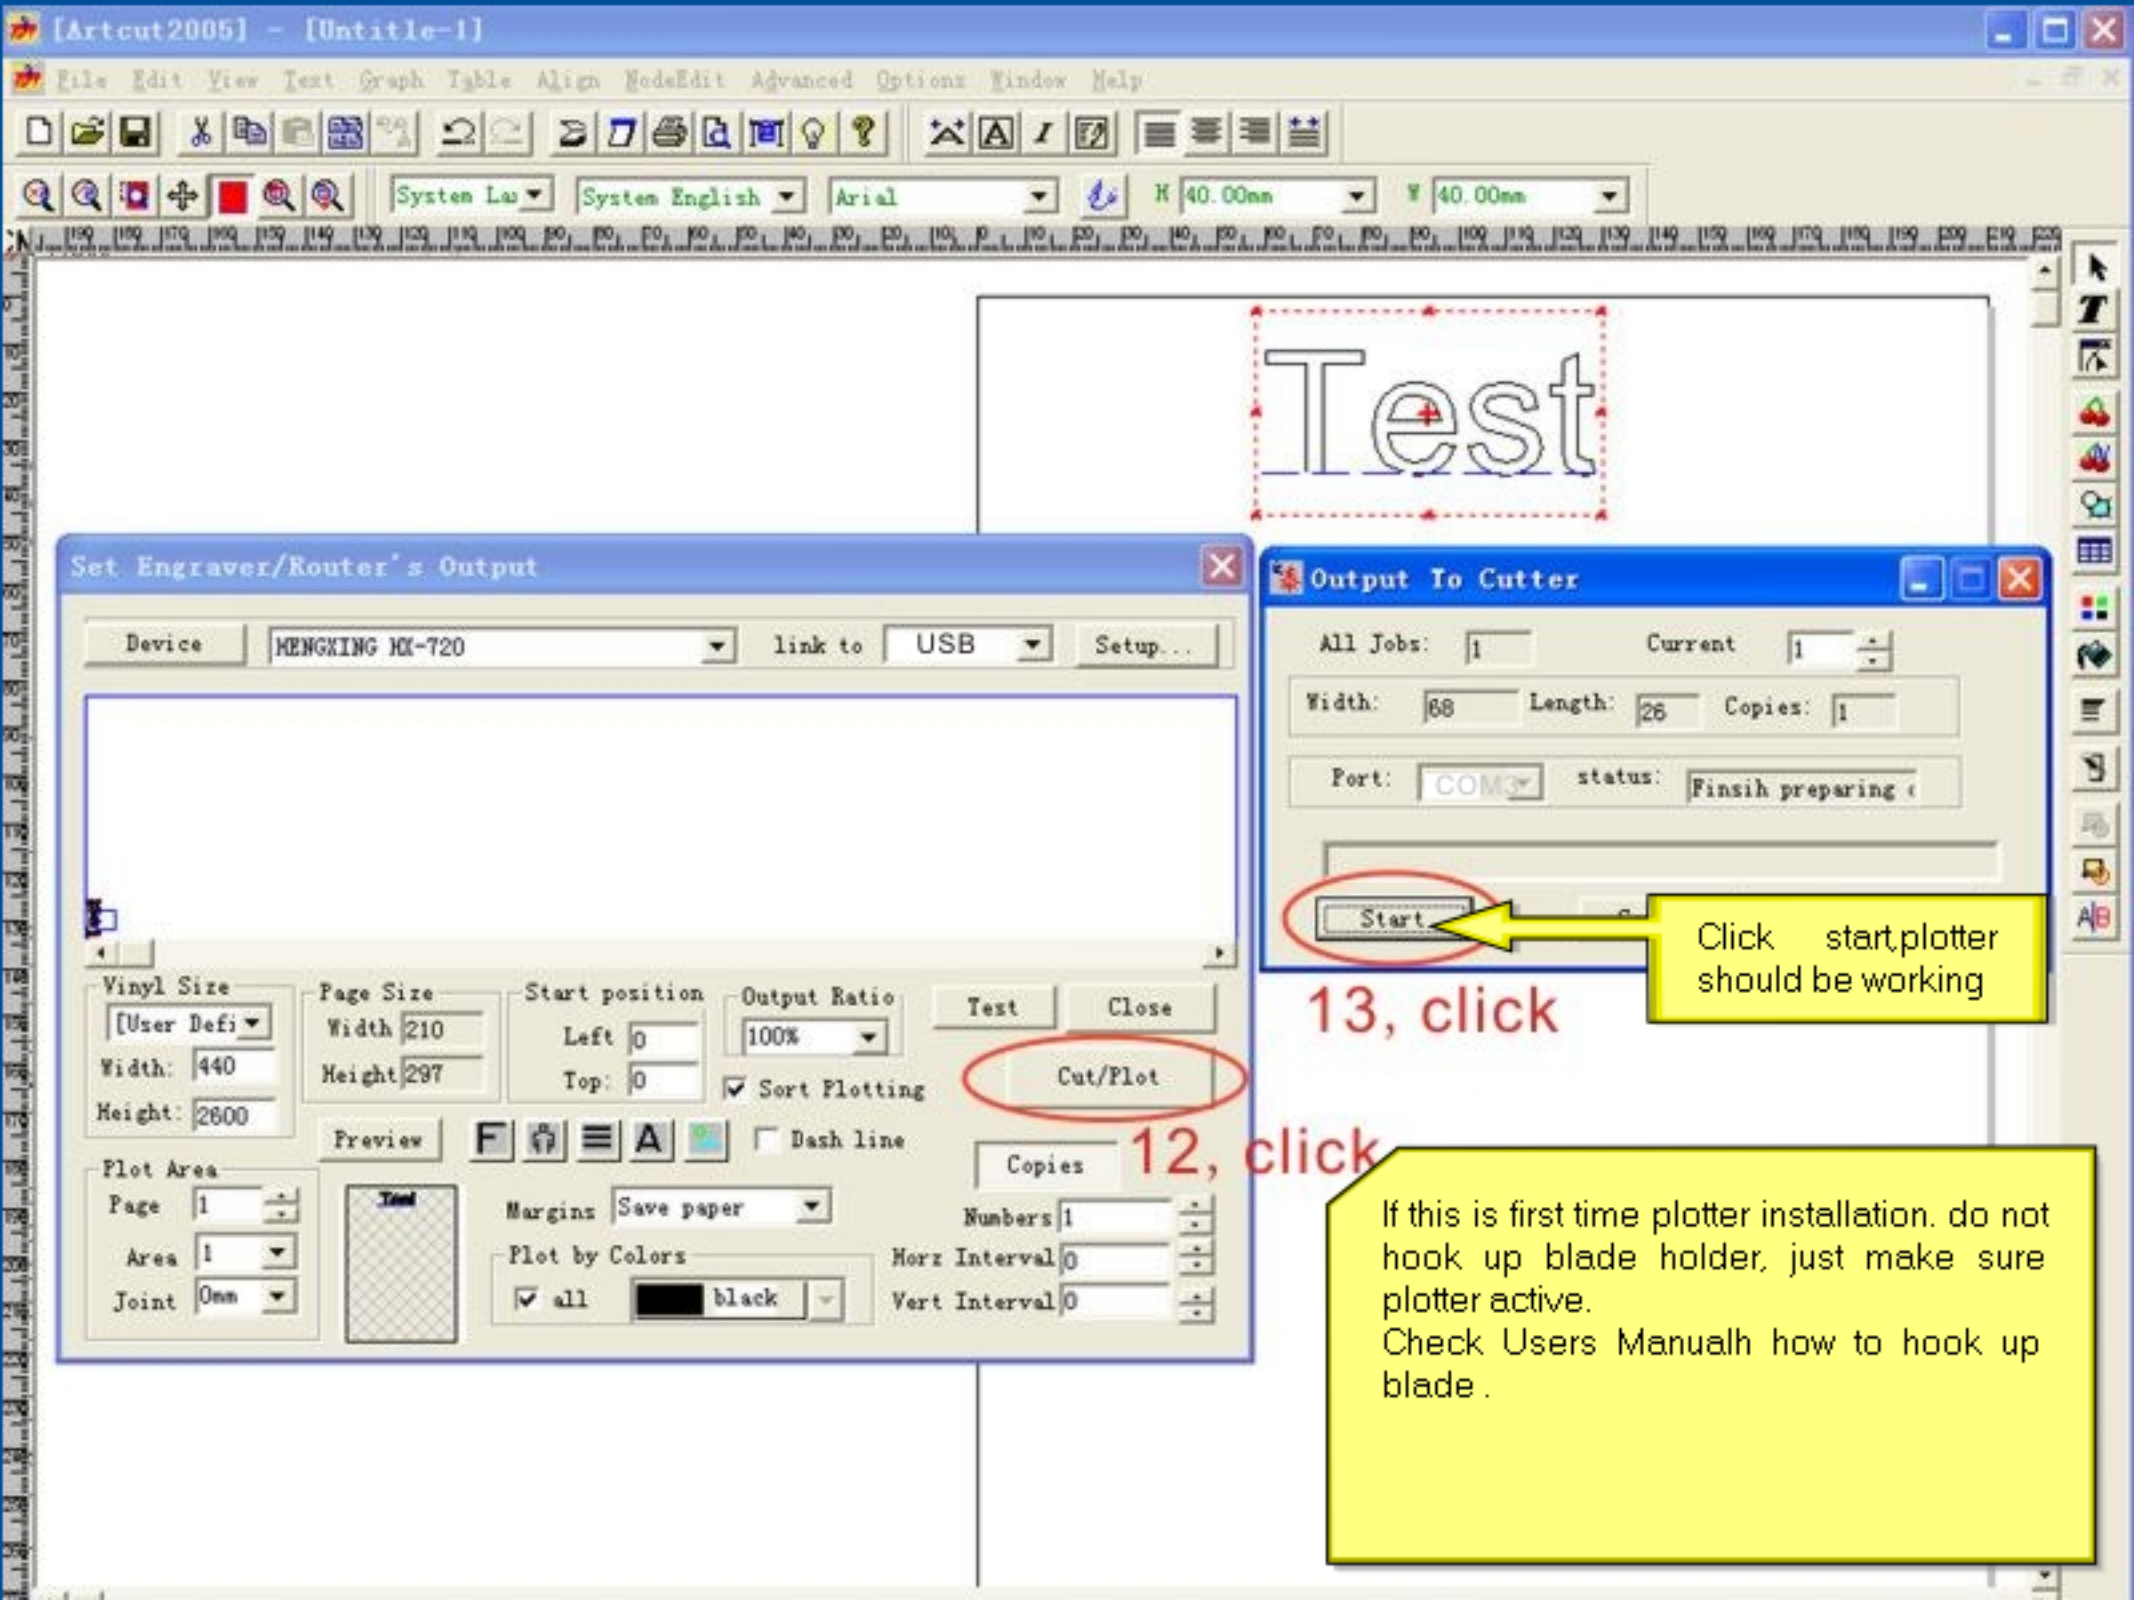 [Artcut2005] - [Untitle-1]
File Edit View Text Graph Table Align NodeEdit Advanced Options Window Help
System English Arial H 40.00mm W 40.00mm
Test
Set Engraver/Router's Output
Device MENGXING MX-720 link to USB Setup...
Output To Cutter
All Jobs: 1 Current 1
Width: 68 Length: 26 Copies: 1
Port: COM3 status: Finsih preparing
Start
Click start,plotter
should be working
13, click
Vinyl Size
[User Defi
Width: 440
Height: 2600
Page Size
Width 210
Height 297
Start position
Left 0
Top: 0
Output Ratio
100%
Sort Plotting
Test Close
Cut/Plot
12, click
Preview F A Dash line
Copies
Plot Area
Page 1
Area 1
Joint 0mm
Margins Save paper
Plot by Colors
all black
Numbers 1
Horz Interval 0
Vert Interval 0
If this is first time plotter installation. do not
hook up blade holder, just make sure
plotter active.
Check Users Manualh how to hook up
blade .